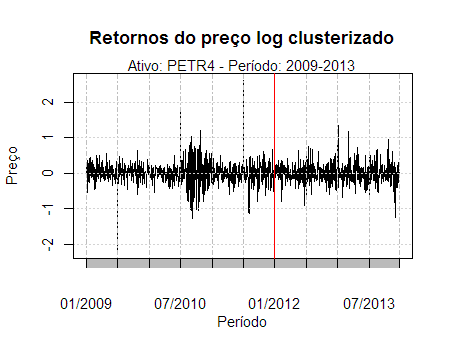 Retornos do preço log clusterizado
Ativo: PETR4 - Período: 2009-2013
Preço
2
1
0
-1
-2
01/2009 07/2010 01/2012 07/2013
Período